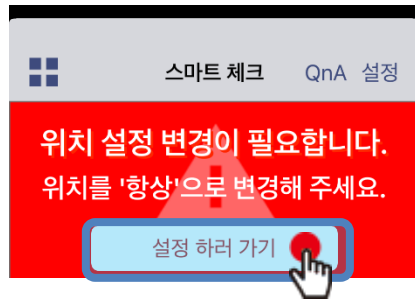 스마트 체크 QnA 설정
위치 설정 변경이 필요합니다.
위치를 '항상'으로 변경해 주세요.
설정 하러 가기